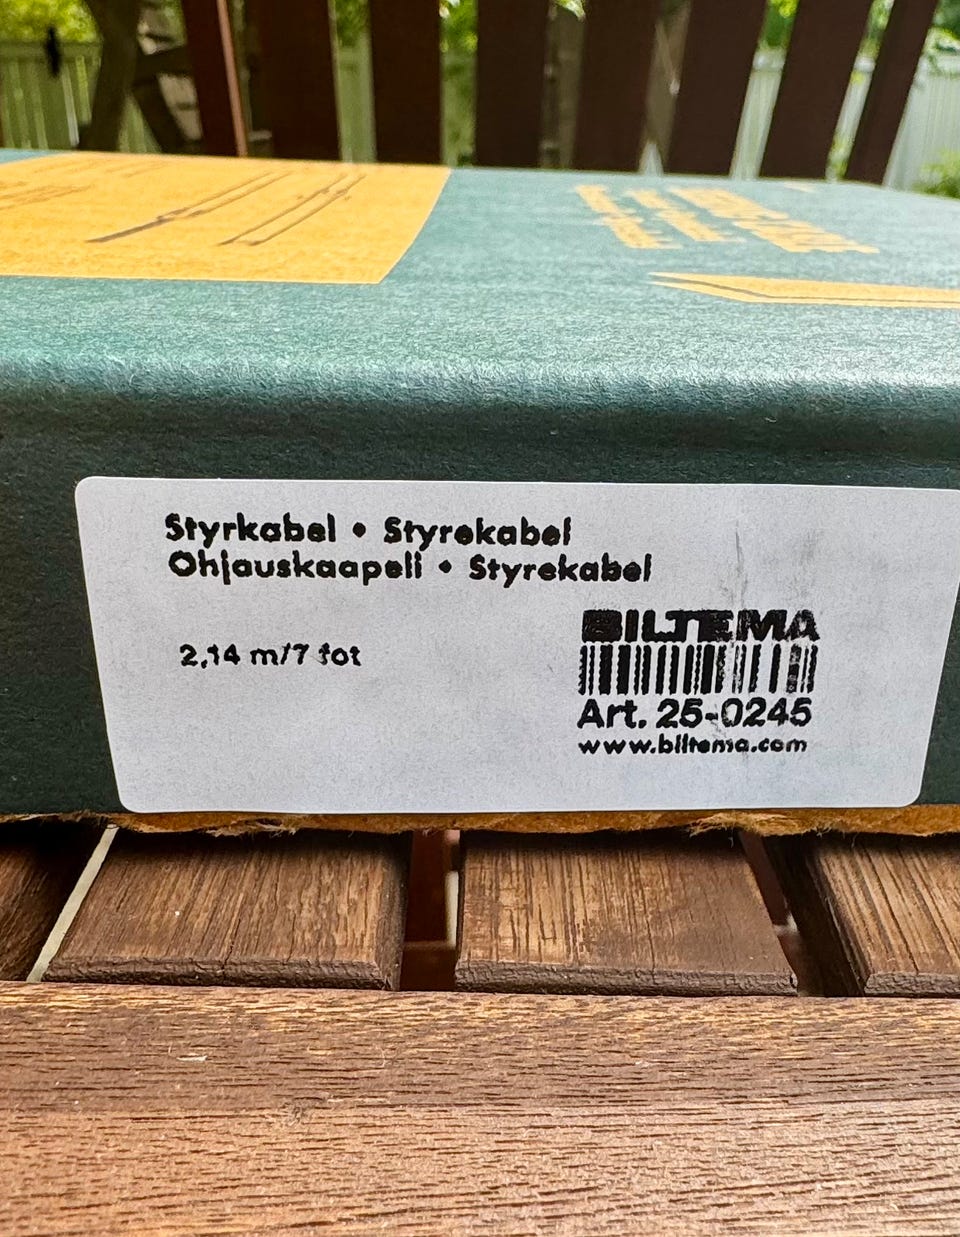 Styrkabel • Styrekabel
Ohjauskaapeli • Styrekabel
2,14 m/7 fot
BILTEMA
Art. 25-0245
www.biltema.com